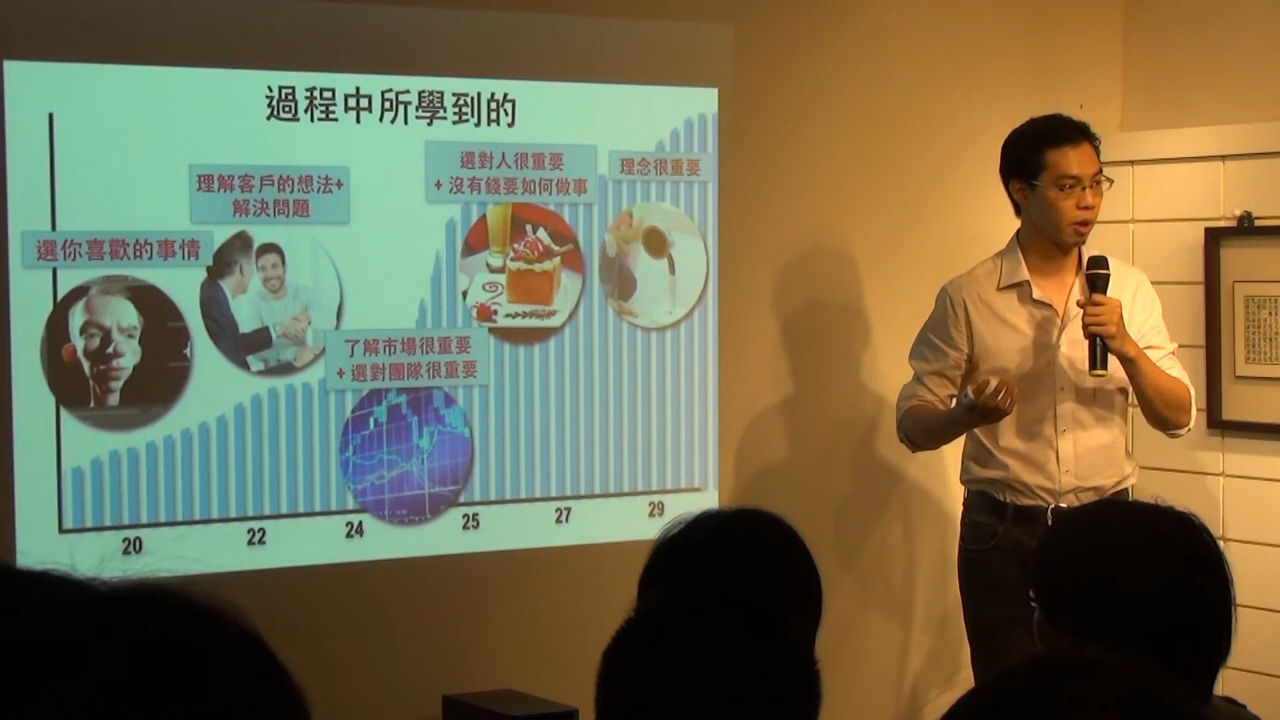 過程中所學到的
選你喜歡的事情
理解客戶的想法+
解決問題
了解市場很重要
+ 選對團隊很重要
選對人很重要
+ 沒有錢要如何做事
理念很重要
20
22
24
25
27
29